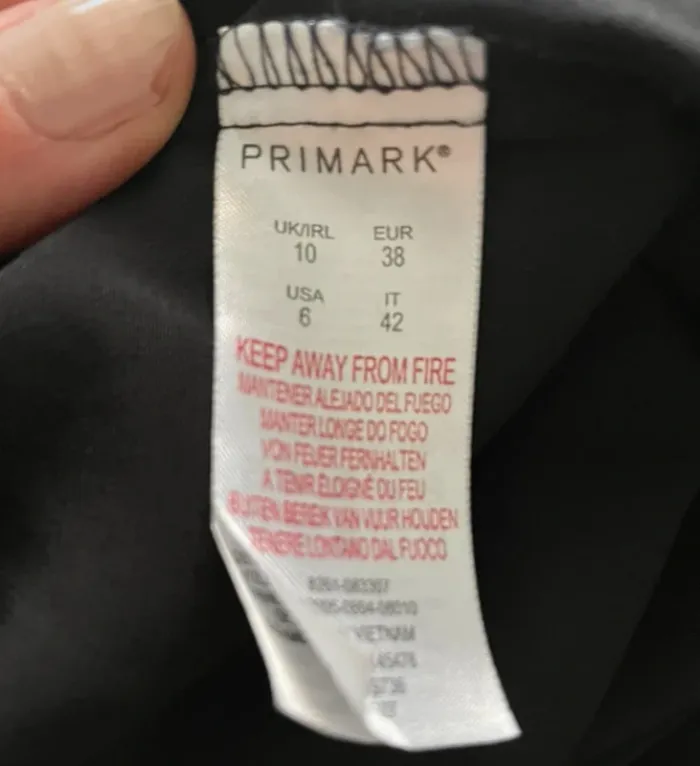 PRIMARK®
UK/IRL EUR
10 38
USA IT
6 42
KEEP AWAY FROM FIRE
MANTENER ALEJADO DEL FUEGO
MANTER LONGE DO FOGO
VON FEUER FERNHALTEN
A TENIR ÉLOIGNÉ DU FEU
BUITEN BEREIK VAN VUUR HOUDEN
TENERE LONTANO DAL FUOCO
VIETNAM